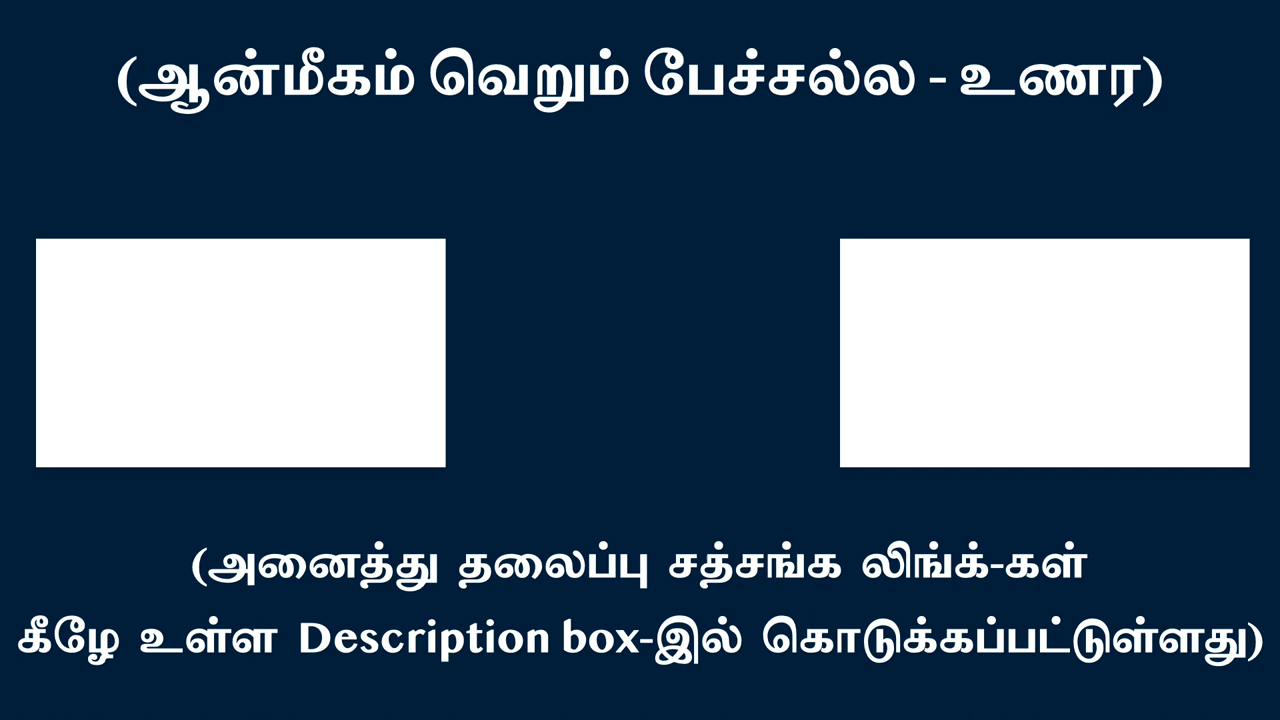 (ஆன்மீகம் வெறும் பேச்சல்ல - உணர)
(அனைத்து தலைப்பு சத்சங்க லிங்க்-கள்
கீழே உள்ள Description box-இல் கொடுக்கப்பட்டுள்ளது)